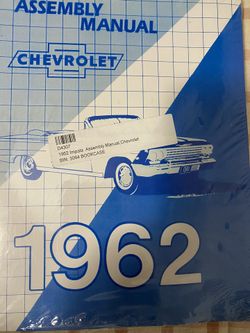 ASSEMBLY
MANUAL
CHEVROLET
D4307
1962 Impala Assembly Manual,Chevrolet
BIN: 3064 BOOKCASE
1962